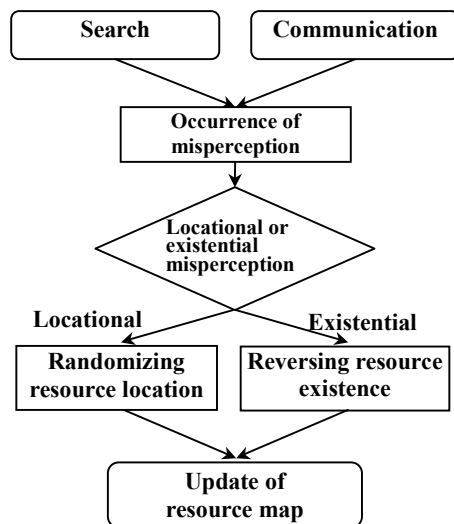 Search
Communication
Occurrence of
misperception
Locational or
existential
misperception
Locational
Existential
Randomizing
resource location
Reversing resource
existence
Update of
resource map